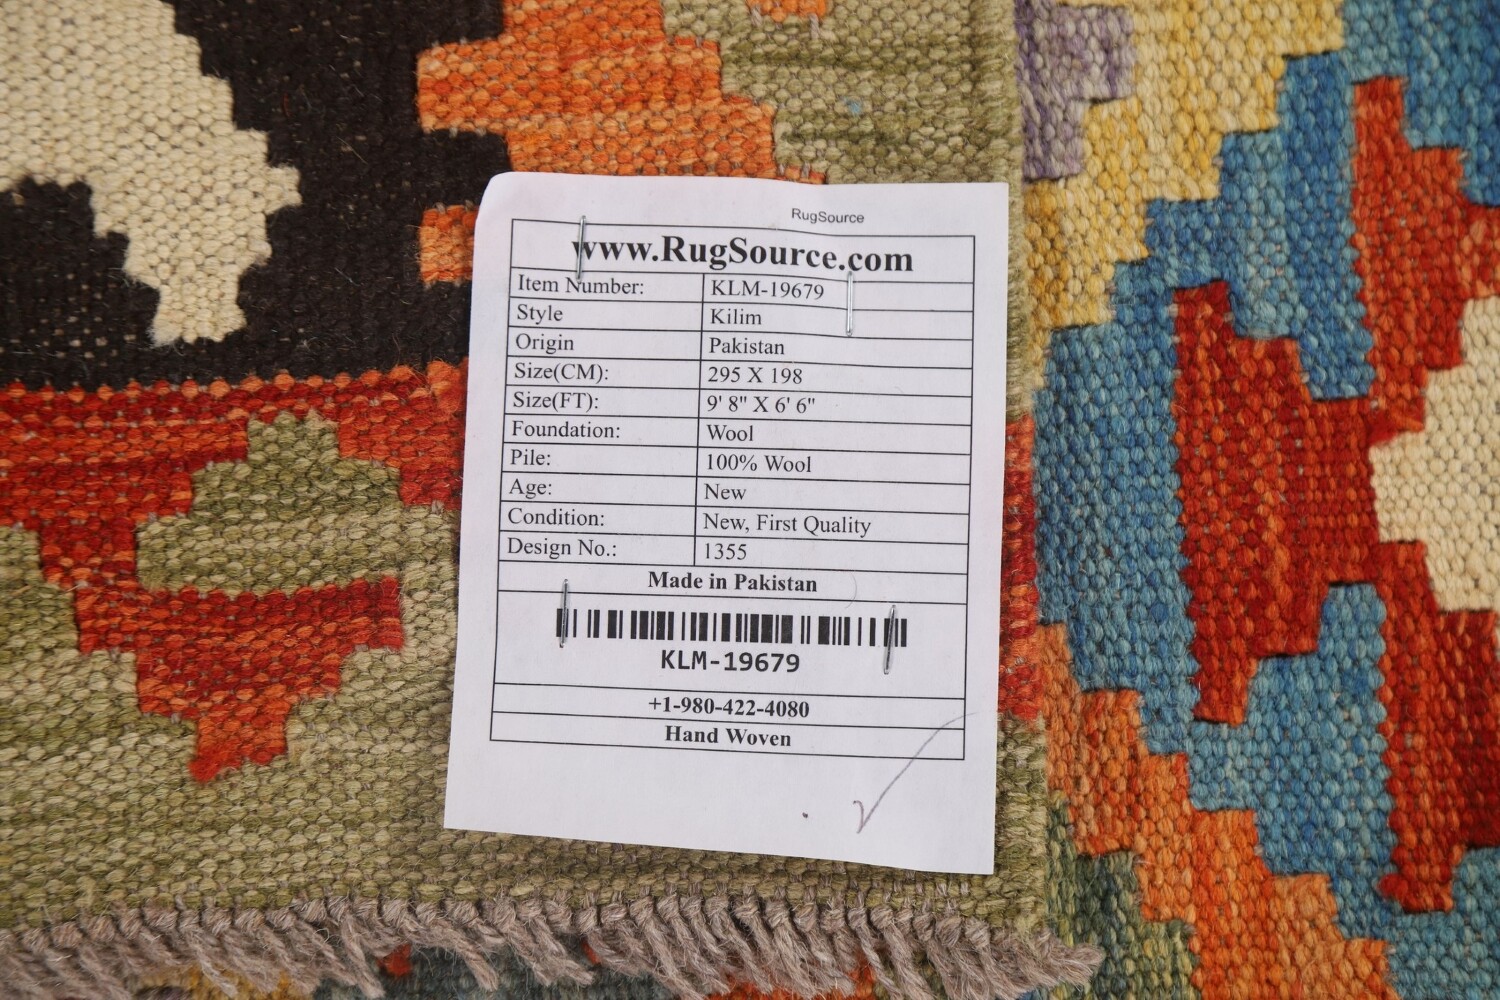 RugSource
www.RugSource.com
Item Number: KLM-19679
Style Kilim
Origin Pakistan
Size(CM): 295 X 198
Size(FT): 9' 8" X 6' 6"
Foundation: Wool
Pile: 100% Wool
Age: New
Condition: New, First Quality
Design No.: 1355
Made in Pakistan
KLM-19679
+1-980-422-4080
Hand Woven